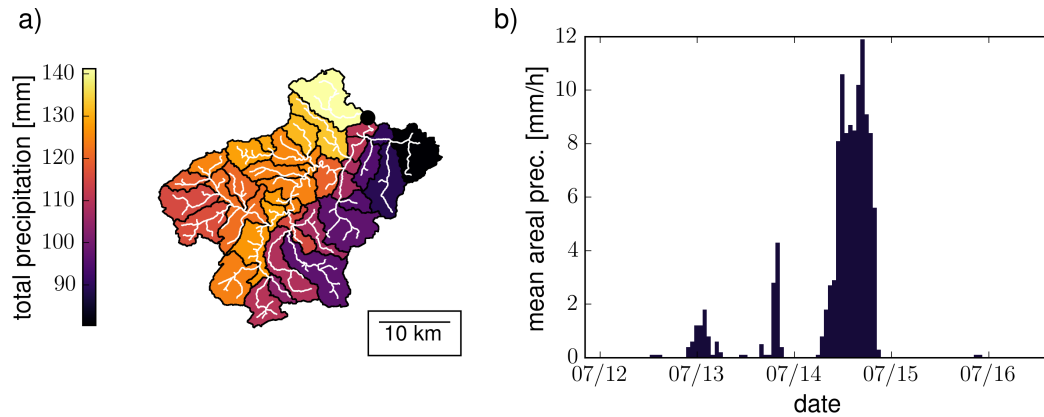 a)
total precipitation [mm]
140
130
120
110
100
90
10 km
b)
mean areal prec. [mm/h]
12
10
8
6
4
2
0
07/12 07/13 07/14 07/15 07/16
date